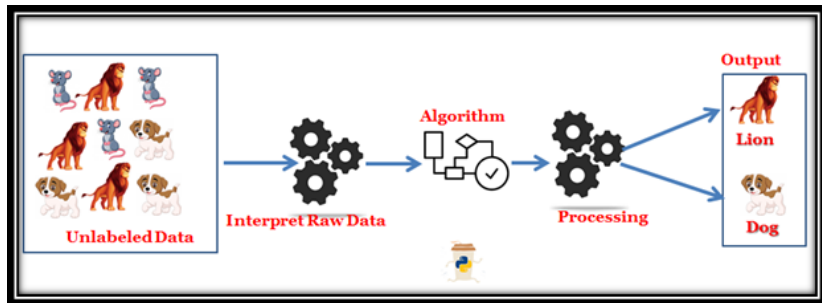 Unlabeled Data
Interpret Raw Data
Algorithm
Processing
Output
Lion
Dog